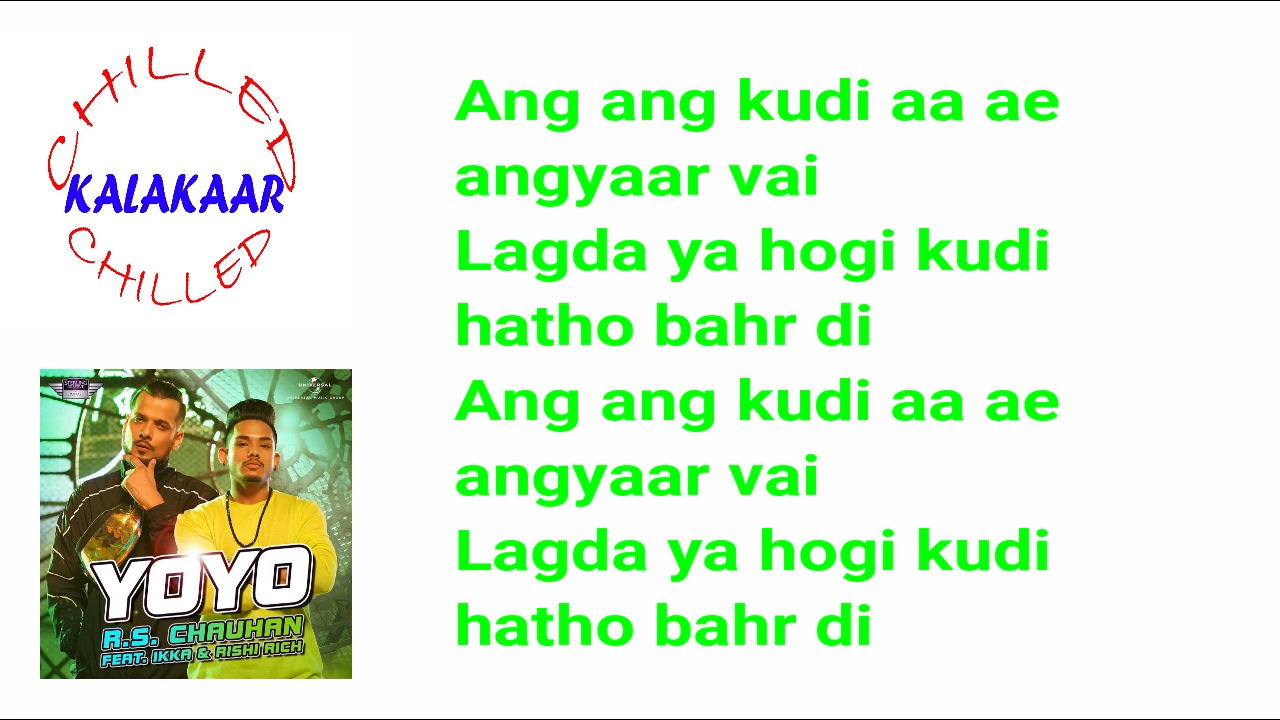 CHILLED
KALAKAAR
CHILLED
Ang ang kudi aa ae
angyaar vai
Lagda ya hogi kudi
hatho bahr di
Ang ang kudi aa ae
angyaar vai
Lagda ya hogi kudi
hatho bahr di
UNIVERSAL
YOYO
R.S. CHAUHAN
FEAT. IKKA & RISHI RICH